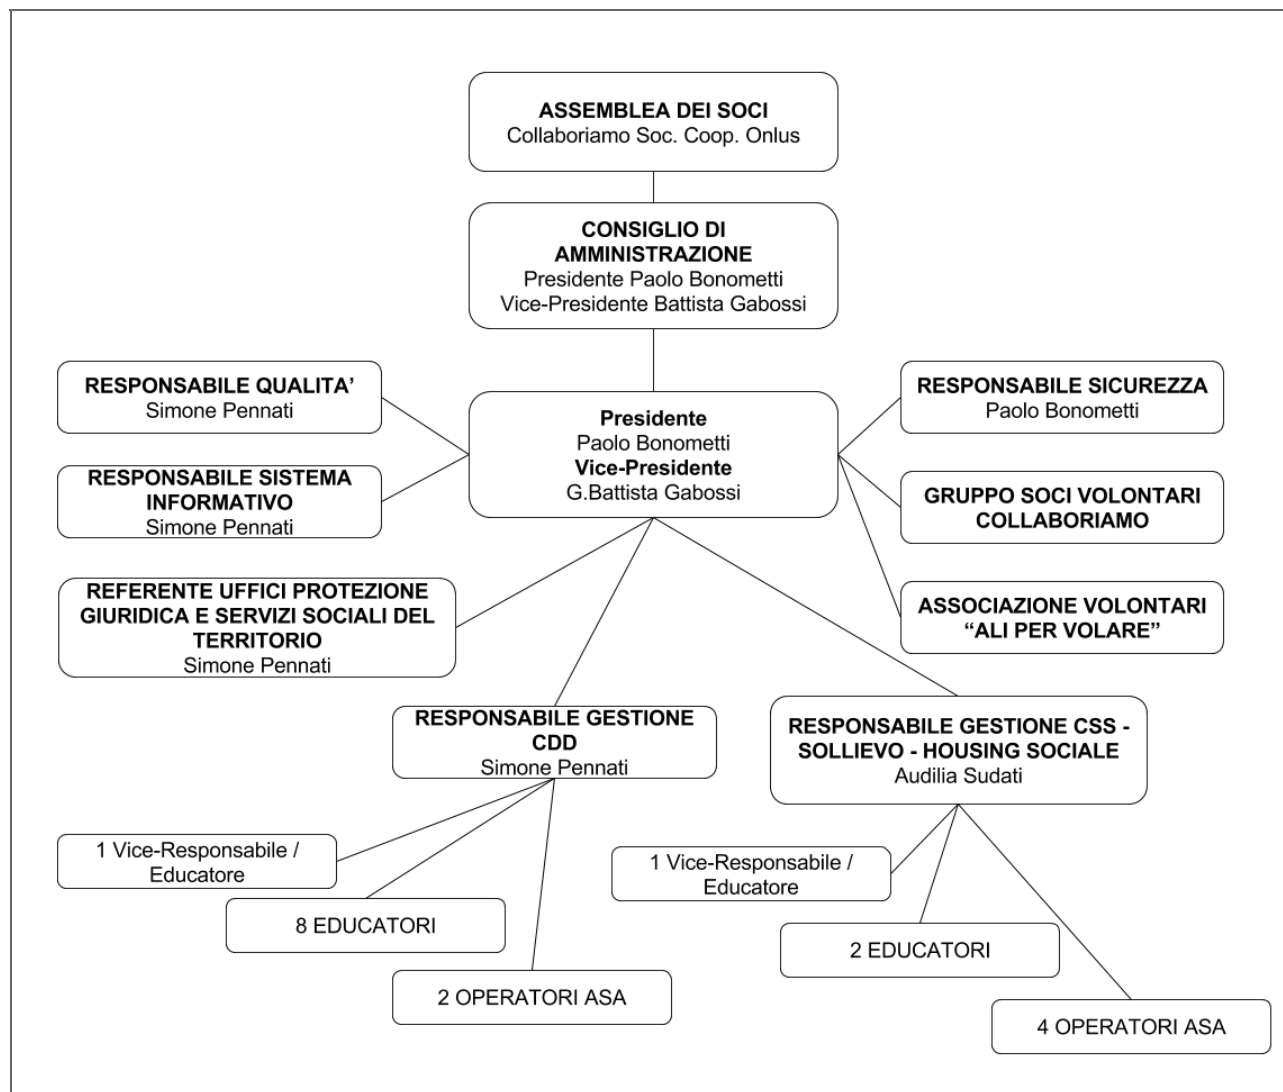 ASSEMBLEA DEI SOCI
Collaboriamo Soc. Coop. Onlus
CONSIGLIO DI
AMMINISTRAZIONE
Presidente Paolo Bonometti
Vice-Presidente Battista Gabossi
RESPONSABILE QUALITA’
Simone Pennati
RESPONSABILE SISTEMA
INFORMATIVO
Simone Pennati
Presidente
Paolo Bonometti
Vice-Presidente
G.Battista Gabossi
RESPONSABILE SICUREZZA
Paolo Bonometti
GRUPPO SOCI VOLONTARI
COLLABORIAMO
REFERENTE UFFICI PROTEZIONE
GIURIDICA E SERVIZI SOCIALI DEL
TERRITORIO
Simone Pennati
ASSOCIAZIONE VOLONTARI
“ALI PER VOLARE”
RESPONSABILE GESTIONE
CDD
Simone Pennati
RESPONSABILE GESTIONE CSS -
SOLLIEVO - HOUSING SOCIALE
Audilia Sudati
1 Vice-Responsabile /
Educatore
8 EDUCATORI
2 OPERATORI ASA
1 Vice-Responsabile /
Educatore
2 EDUCATORI
4 OPERATORI ASA